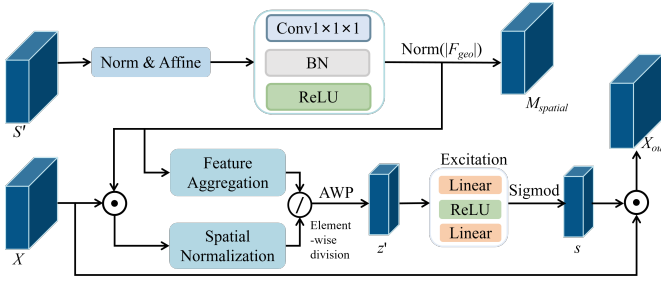 Conv1×1×1
BN
ReLU
Norm & Affine
Norm(|F_geo|)
S'
M_spatial
X_ou
Feature
Aggregation
AWP
Element
-wise
division
Spatial
Normalization
Excitation
Linear
ReLU
Linear
Sigmod
X
z'
s